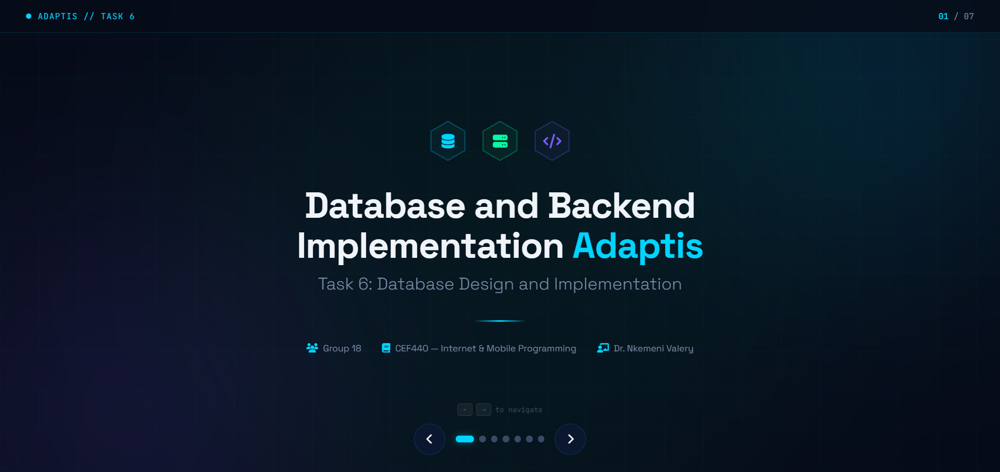 ADAPTIS // TASK 6
01 / 07
Database and Backend
Implementation Adaptis
Task 6: Database Design and Implementation
Group 18
CEF440 — Internet & Mobile Programming
Dr. Nkemeni Valery
← → to navigate